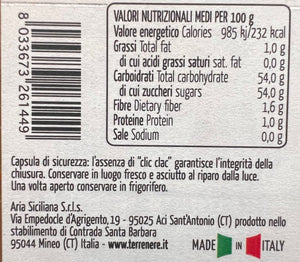 8 033673 261449
VALORI NUTRIZIONALI MEDI PER 100 g
Valore energetico Calories 985 kj/232 kcal
Grassi Total fat 1,0 g
di cui acidi grassi saturi sat. fat 0,0 g
Carboidrati Total carbohydrate 54,0 g
di cui zuccheri sugars 54,0 g
Fibre Dietary fiber 1,6 g
Proteine Protein 1,0 g
Sale Sodium 0,0 g
Capsula di sicurezza: l'assenza di "clic clac" garantisce l'integrità della
chiusura. Conservare in luogo fresco e asciutto al riparo dalla luce.
Una volta aperto conservare in frigorifero.
Aria Siciliana S.r.l.s.
Via Empedocle d'Agrigento,19 - 95025 Aci Sant'Antonio (CT) prodotto nello
stabilimento di Contrada Santa Barbara
95044 Mineo (CT) Italia - www.terrenere.it MADE IN ITALY